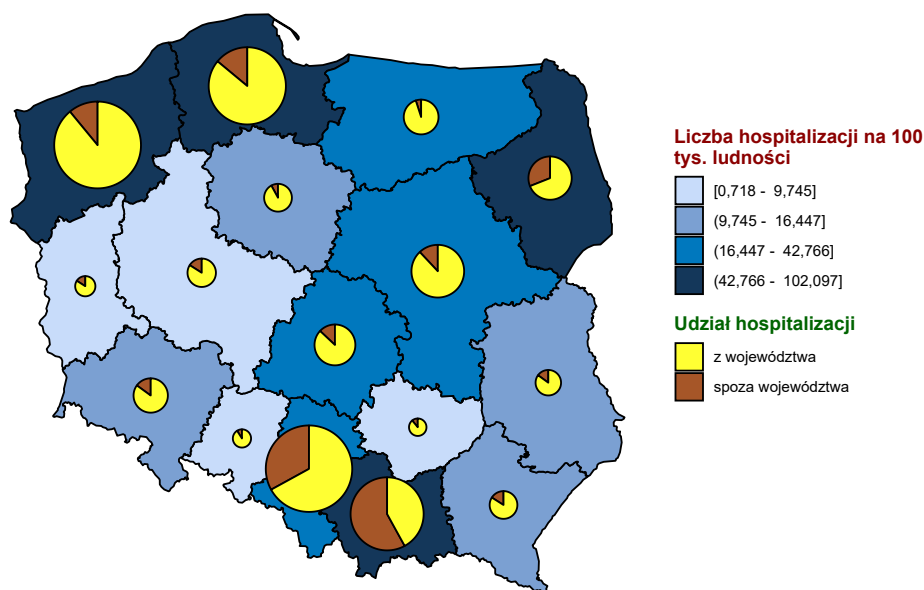 Liczba hospitalizacji na 100
tys. ludności
[0,718 - 9,745]
(9,745 - 16,447]
(16,447 - 42,766]
(42,766 - 102,097]
Udział hospitalizacji
z województwa
spoza województwa